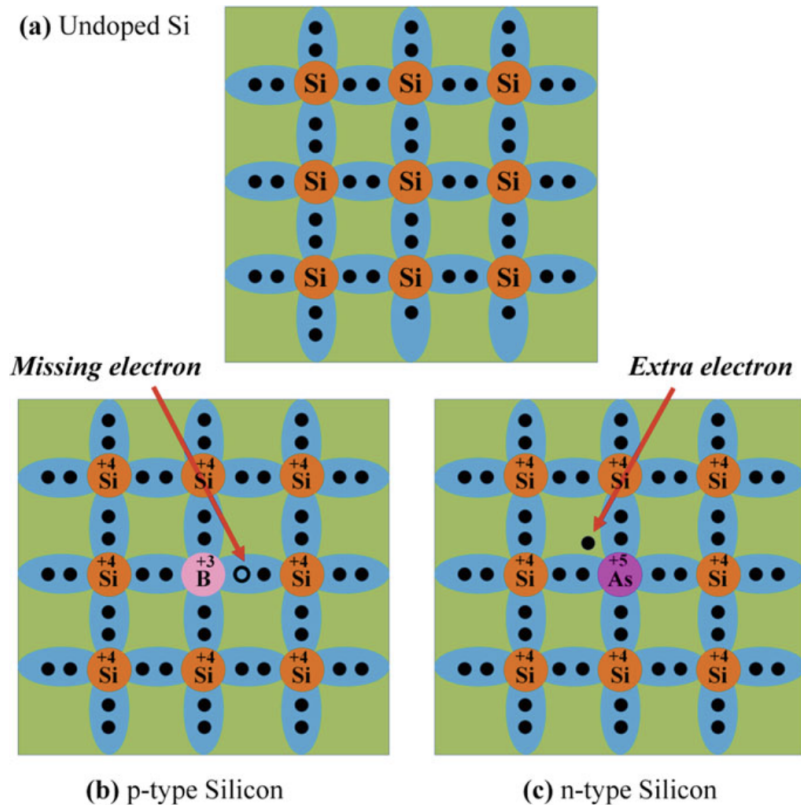 (a) Undoped Si
Si Si Si
Si Si Si
Si Si Si
Missing electron
Extra electron
+4 +4 +4
Si Si Si
+4 +3 +4
Si B Si
+4 +4 +4
Si Si Si
(b) p-type Silicon
+4 +4 +4
Si Si Si
+4 +5 +4
Si As Si
+4 +4 +4
Si Si Si
(c) n-type Silicon